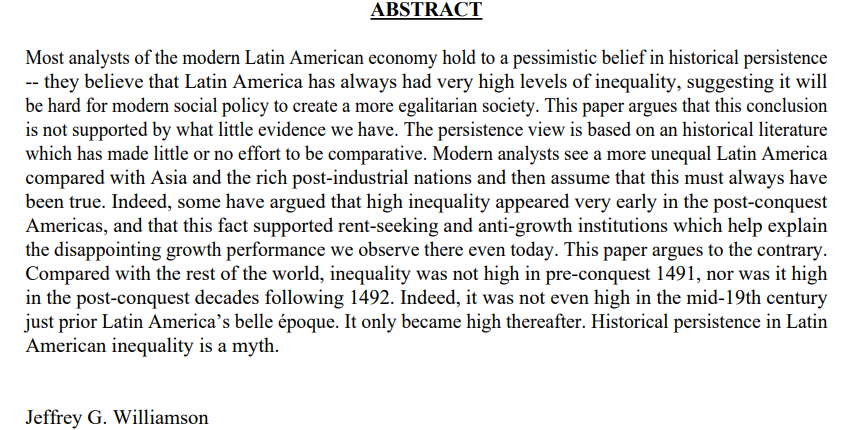 ABSTRACT
Most analysts of the modern Latin American economy hold to a pessimistic belief in historical persistence
-- they believe that Latin America has always had very high levels of inequality, suggesting it will
be hard for modern social policy to create a more egalitarian society. This paper argues that this conclusion
is not supported by what little evidence we have. The persistence view is based on an historical literature
which has made little or no effort to be comparative. Modern analysts see a more unequal Latin America
compared with Asia and the rich post-industrial nations and then assume that this must always have
been true. Indeed, some have argued that high inequality appeared very early in the post-conquest
Americas, and that this fact supported rent-seeking and anti-growth institutions which help explain
the disappointing growth performance we observe there even today. This paper argues to the contrary.
Compared with the rest of the world, inequality was not high in pre-conquest 1491, nor was it high
in the post-conquest decades following 1492. Indeed, it was not even high in the mid-19th century
just prior Latin America's belle époque. It only became high thereafter. Historical persistence in Latin
American inequality is a myth.
Jeffrey G. Williamson